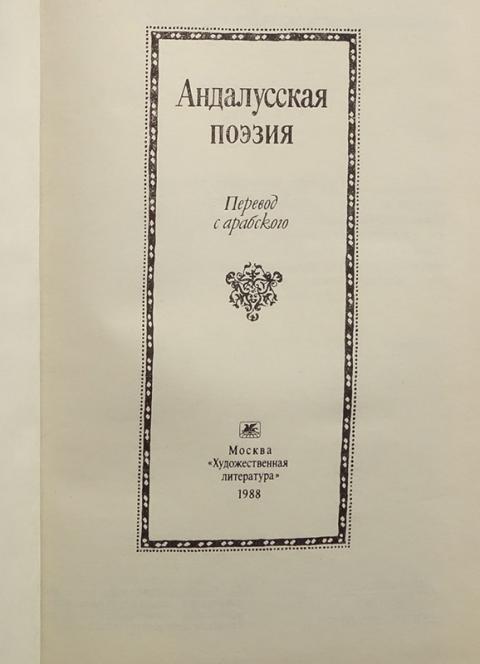 Андалусская
поэзия
Перевод
с арабского
Москва
«Художественная
литература»
1988